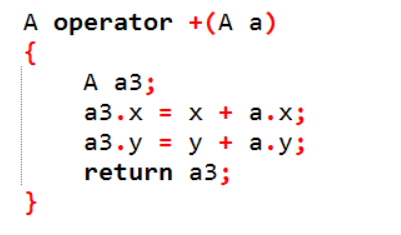 A operator +(A a)
{
A a3;
a3.x = x + a.x;
a3.y = y + a.y;
return a3;
}